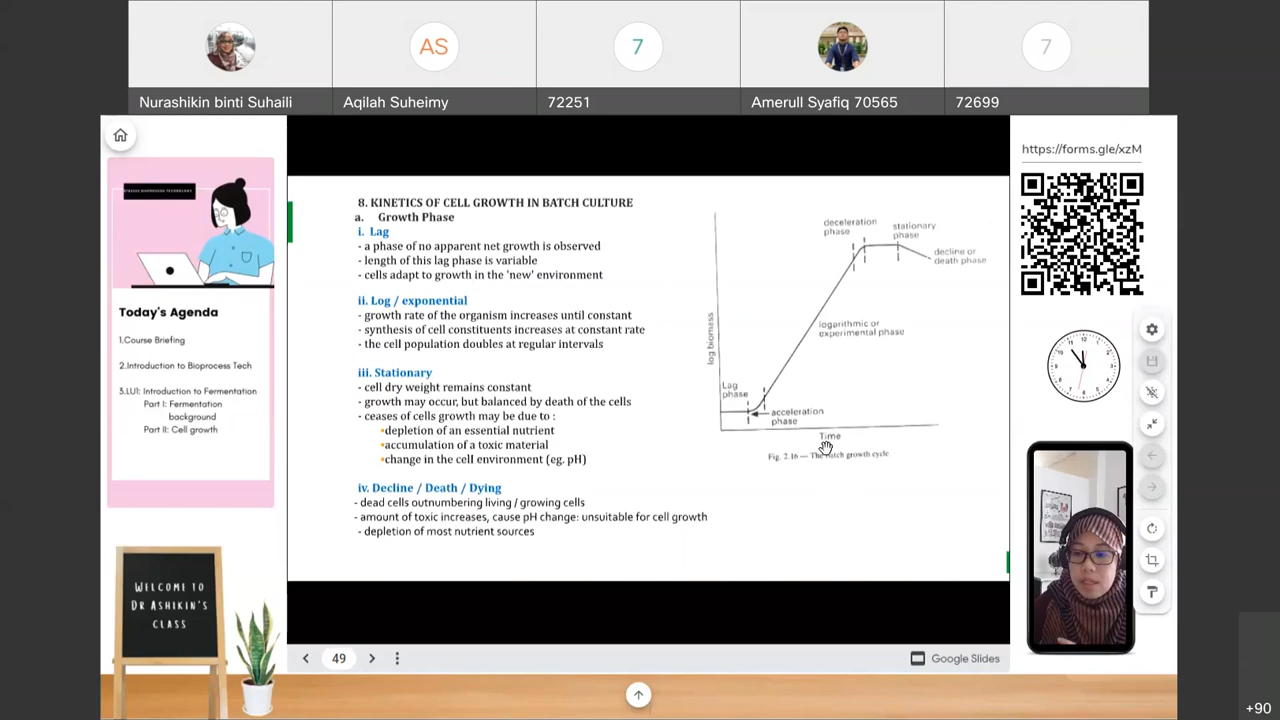 AS
7
7
Nurashikin binti Suhaili
Aqilah Suheimy
72251
Amerull Syafiq 70565
72699
Today's Agenda
1.Course Briefing
2.Introduction to Bioprocess Tech
3.LU1: Introduction to Fermentation
Part I: Fermentation
background
Part II: Cell growth
WELCOME TO
DR ASHIKIN'S
CLASS
8. KINETICS OF CELL GROWTH IN BATCH CULTURE
a. Growth Phase
i. Lag
- a phase of no apparent net growth is observed
- length of this lag phase is variable
- cells adapt to growth in the 'new' environment
ii. Log / exponential
- growth rate of the organism increases until constant
- synthesis of cell constituents increases at constant rate
- the cell population doubles at regular intervals
iii. Stationary
- cell dry weight remains constant
- growth may occur, but balanced by death of the cells
- ceases of cells growth may be due to :
•depletion of an essential nutrient
•accumulation of a toxic material
•change in the cell environment (eg. pH)
iv. Decline / Death / Dying
- dead cells outnumbering living / growing cells
- amount of toxic increases, cause pH change: unsuitable for cell growth
- depletion of most nutrient sources
deceleration
phase
stationary
phase
decline or
death phase
logarithmic or
experimental phase
log biomass
Lag
phase
acceleration
phase
Time
Fig. 2.16 — The batch growth cycle
49
Google Slides
https://forms.gle/xzM
+90